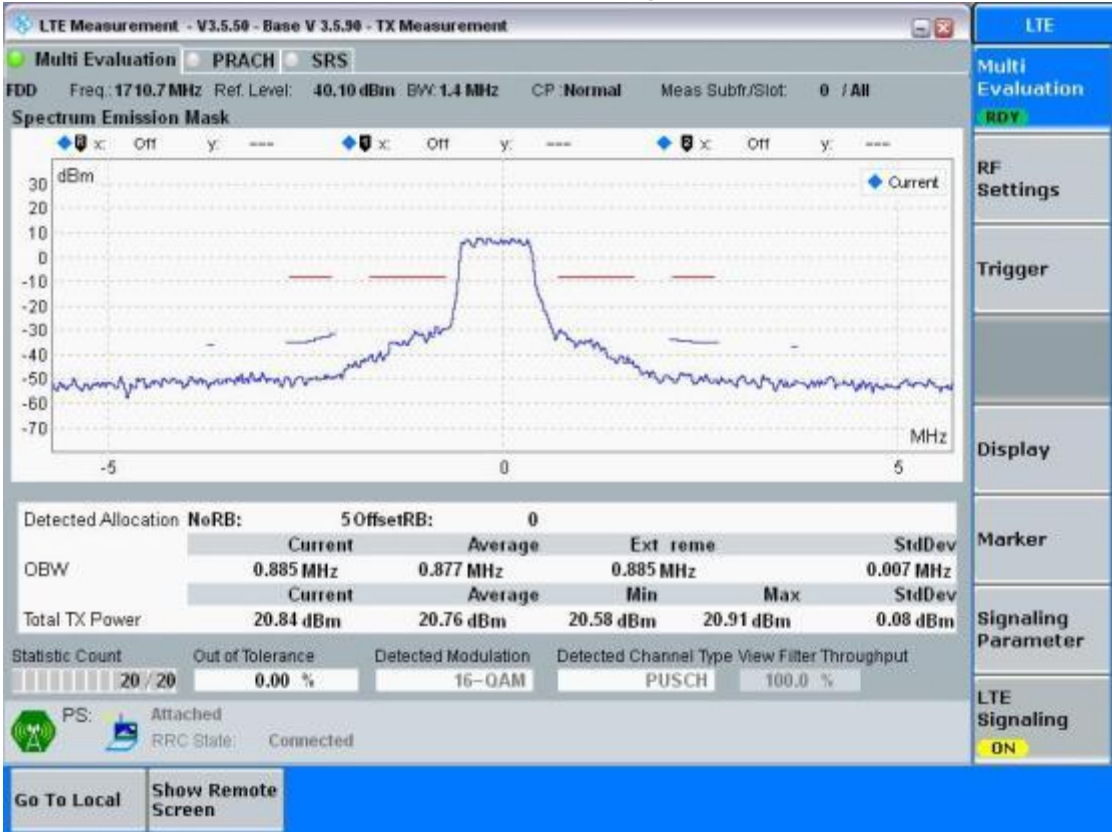 LTE Measurement - V3.5.50 - Base V 3.5.90 - TX Measurement
LTE
Multi Evaluation PRACH SRS
Multi
Evaluation
RDY
FDD Freq.: 1710.7 MHz Ref. Level: 40.10 dBm BW: 1.4 MHz CP :Normal Meas Subfr./Slot: 0 / All
Spectrum Emission Mask
x: Off y: --- x: Off y: --- x: Off y: ---
dBm
Current
30
20
10
0
-10
-20
-30
-40
-50
-60
-70
MHz
-5 0 5
RF
Settings
Trigger
Display
Marker
Signaling
Parameter
LTE
Signaling
ON
Detected Allocation NoRB: 5 OffsetRB: 0
Current Average Ext reme StdDev
OBW 0.885 MHz 0.877 MHz 0.885 MHz 0.007 MHz
Current Average Min Max StdDev
Total TX Power 20.84 dBm 20.76 dBm 20.58 dBm 20.91 dBm 0.08 dBm
Statistic Count Out of Tolerance Detected Modulation Detected Channel Type View Filter Throughput
20 / 20 0.00 % 16-QAM PUSCH 100.0 %
PS: Attached
RRC State: Connected
Go To Local
Show Remote
Screen